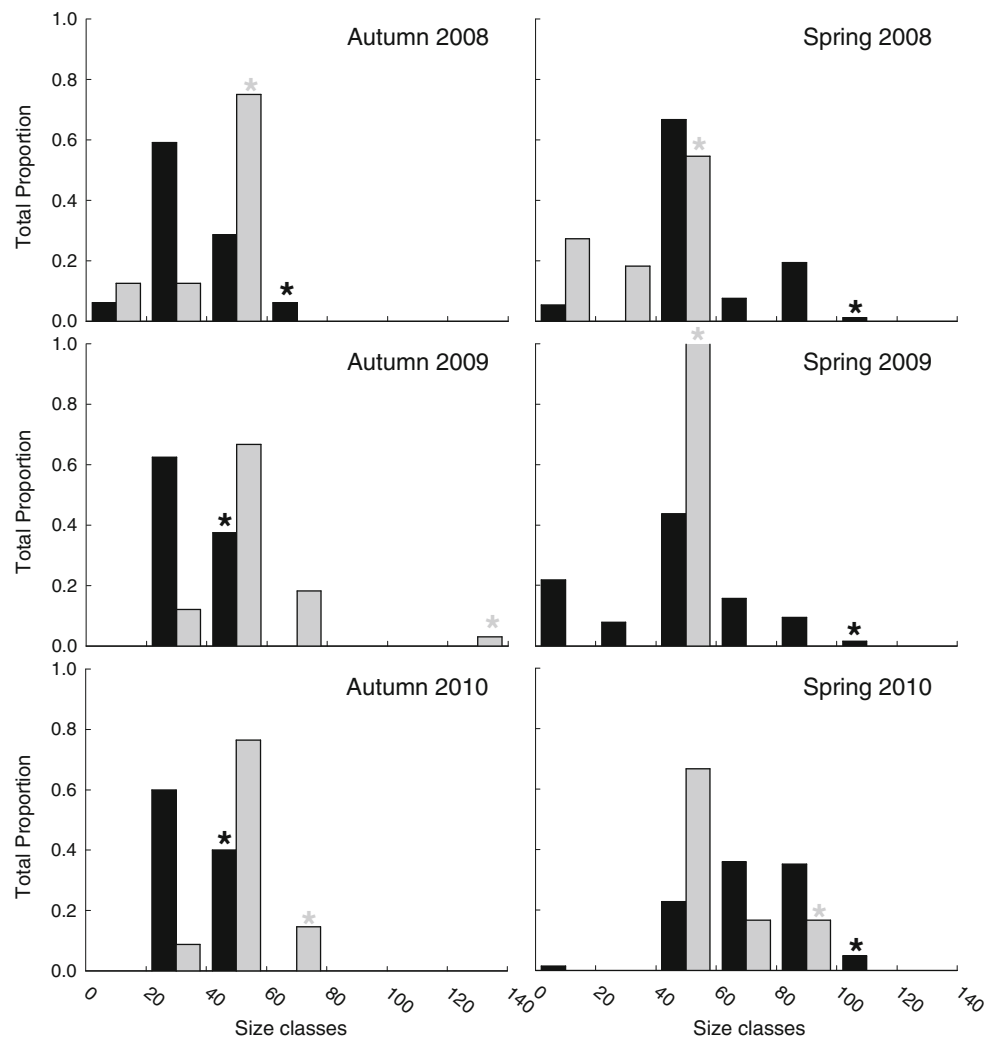 Autumn 2008
Total Proportion
1.0
0.8
0.6
0.4
0.2
0.0
*
*
Spring 2008
*
*
Autumn 2009
Total Proportion
1.0
0.8
0.6
0.4
0.2
0.0
*
*
Spring 2009
*
*
Autumn 2010
Total Proportion
1.0
0.8
0.6
0.4
0.2
0.0
*
*
0 20 40 60 80 100 120 140
Size classes
Spring 2010
*
*
0 20 40 60 80 100 120 140
Size classes